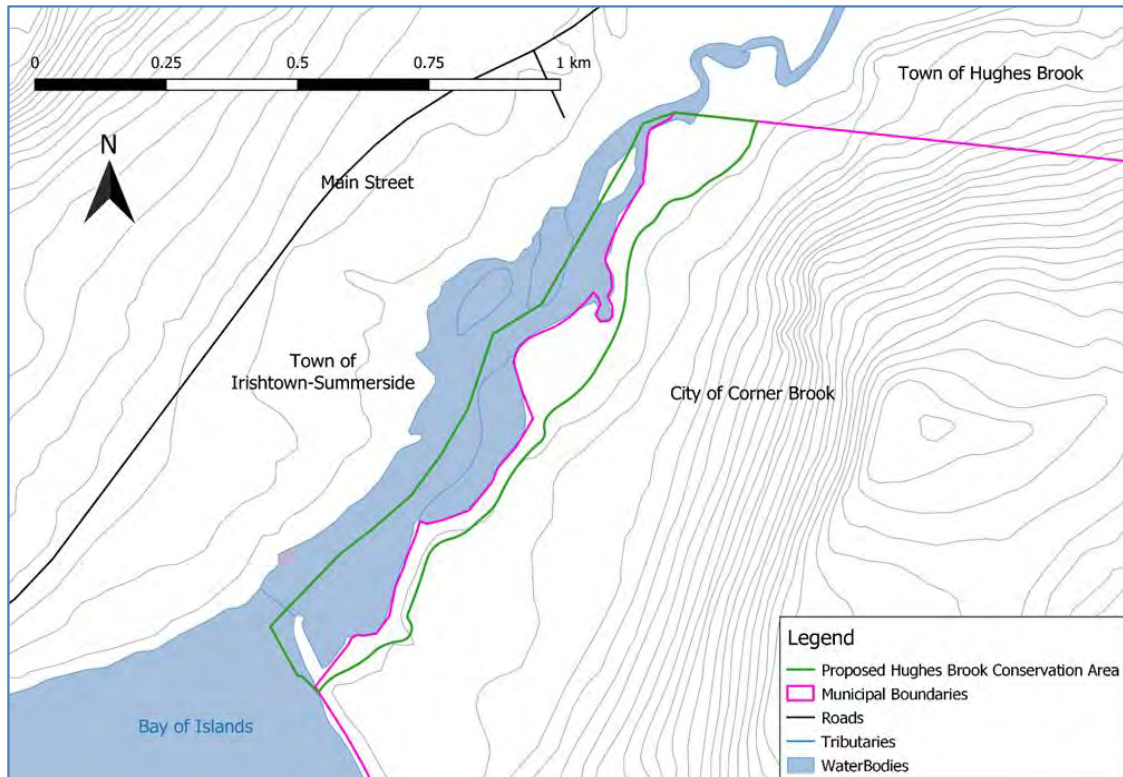 0
0.25
0.5
0.75
1 km
Town of Hughes Brook
N
Main Street
Town of
Irishtown-Summerside
City of Corner Brook
Bay of Islands
Legend
Proposed Hughes Brook Conservation Area
Municipal Boundaries
Roads
Tributaries
WaterBodies